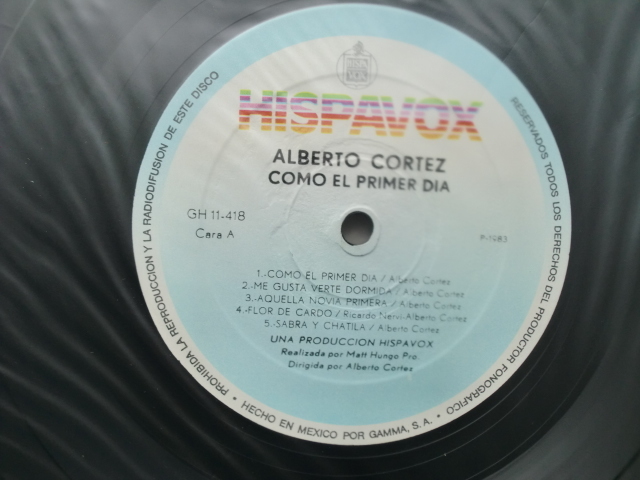 HISPAVOX
ALBERTO CORTEZ
COMO EL PRIMER DIA
GH 11-418
Cara A
P-1983
1.-COMO EL PRIMER DIA / Alberto Cortez
2.-ME GUSTA VERTE DORMIDA / Alberto Cortez
3.-AQUELLA NOVIA PRIMERA / Alberto Cortez
4.-FLOR DE CARDO / Ricardo Nervi-Alberto Cortez
5.-SABRA Y CHATILA / Alberto Cortez
UNA PRODUCCION HISPAVOX
Realizada por Matt Hungo Pro.
Dirigida por Alberto Cortez
PROHIBIDA LA REPRODUCCION Y LA RADIODIFUSION DE ESTE DISCO
RESERVADOS TODOS LOS DERECHOS DEL PRODUCTOR FONOGRAFICO
• HECHO EN MEXICO POR GAMMA, S.A. •